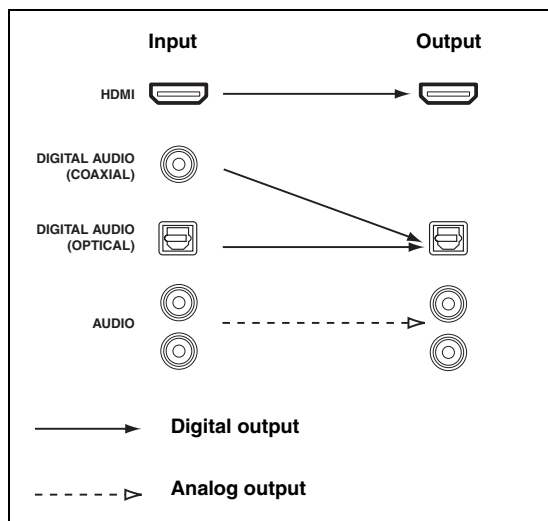 Input Output
HDMI
DIGITAL AUDIO
(COAXIAL)
DIGITAL AUDIO
(OPTICAL)
AUDIO
Digital output
Analog output